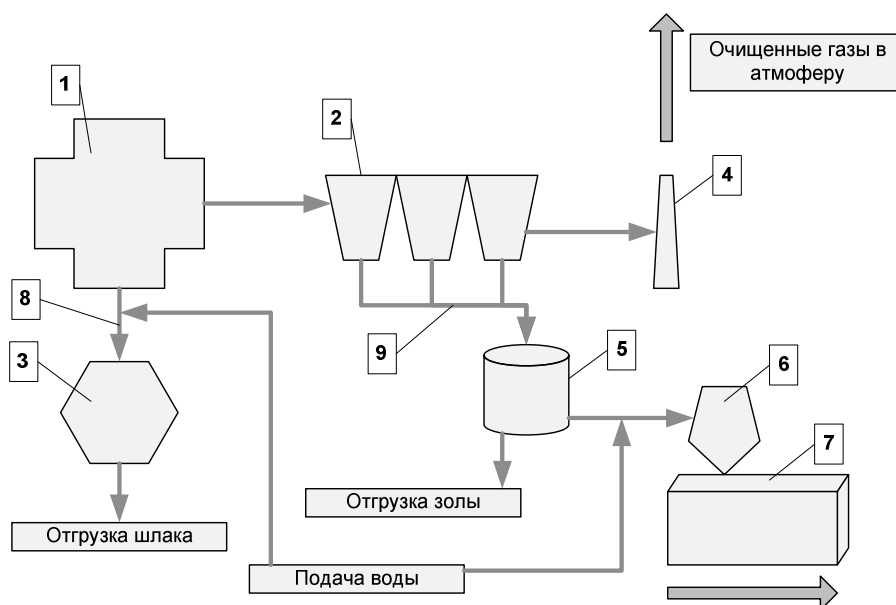 Очищенные газы в
атмоферу
1
2
4
8
3
9
5
6
7
Отгрузка золы
Отгрузка шлака
Подача воды